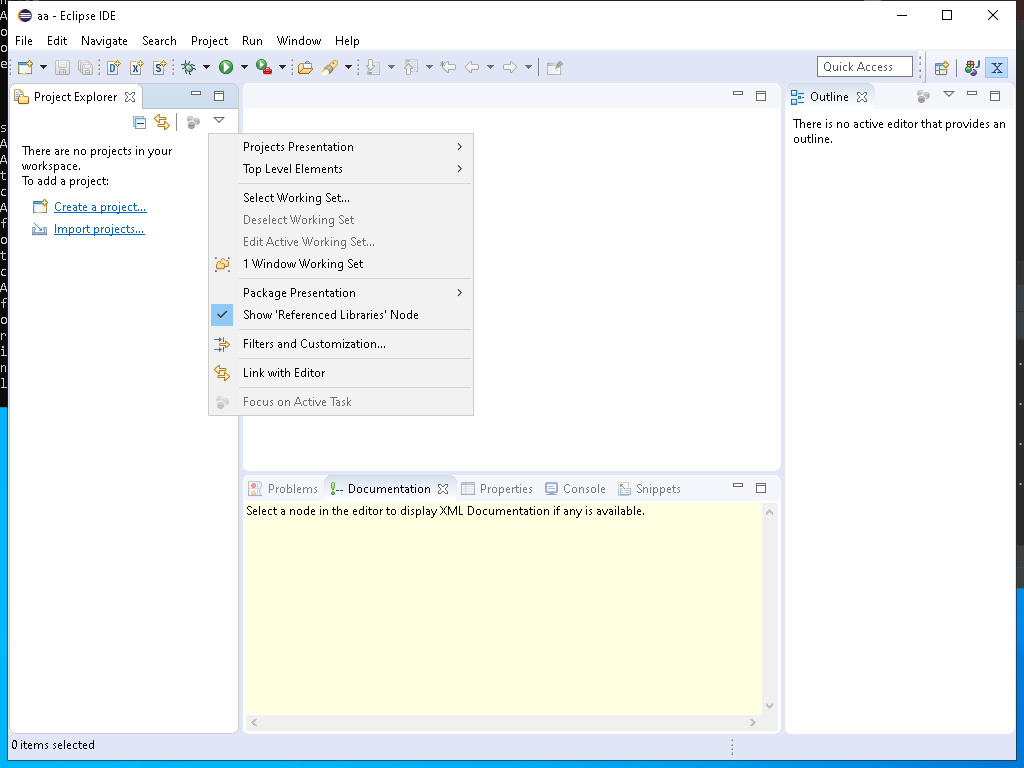 aa - Eclipse IDE
File Edit Navigate Search Project Run Window Help
Quick Access
Project Explorer
Outline
There are no projects in your
workspace.
To add a project:
Create a project...
Import projects...
Projects Presentation
Top Level Elements
Select Working Set...
Deselect Working Set
Edit Active Working Set...
1 Window Working Set
Package Presentation
Show 'Referenced Libraries' Node
Filters and Customization...
Link with Editor
Focus on Active Task
There is no active editor that provides an
outline.
Problems Documentation Properties Console Snippets
Select a node in the editor to display XML Documentation if any is available.
0 items selected